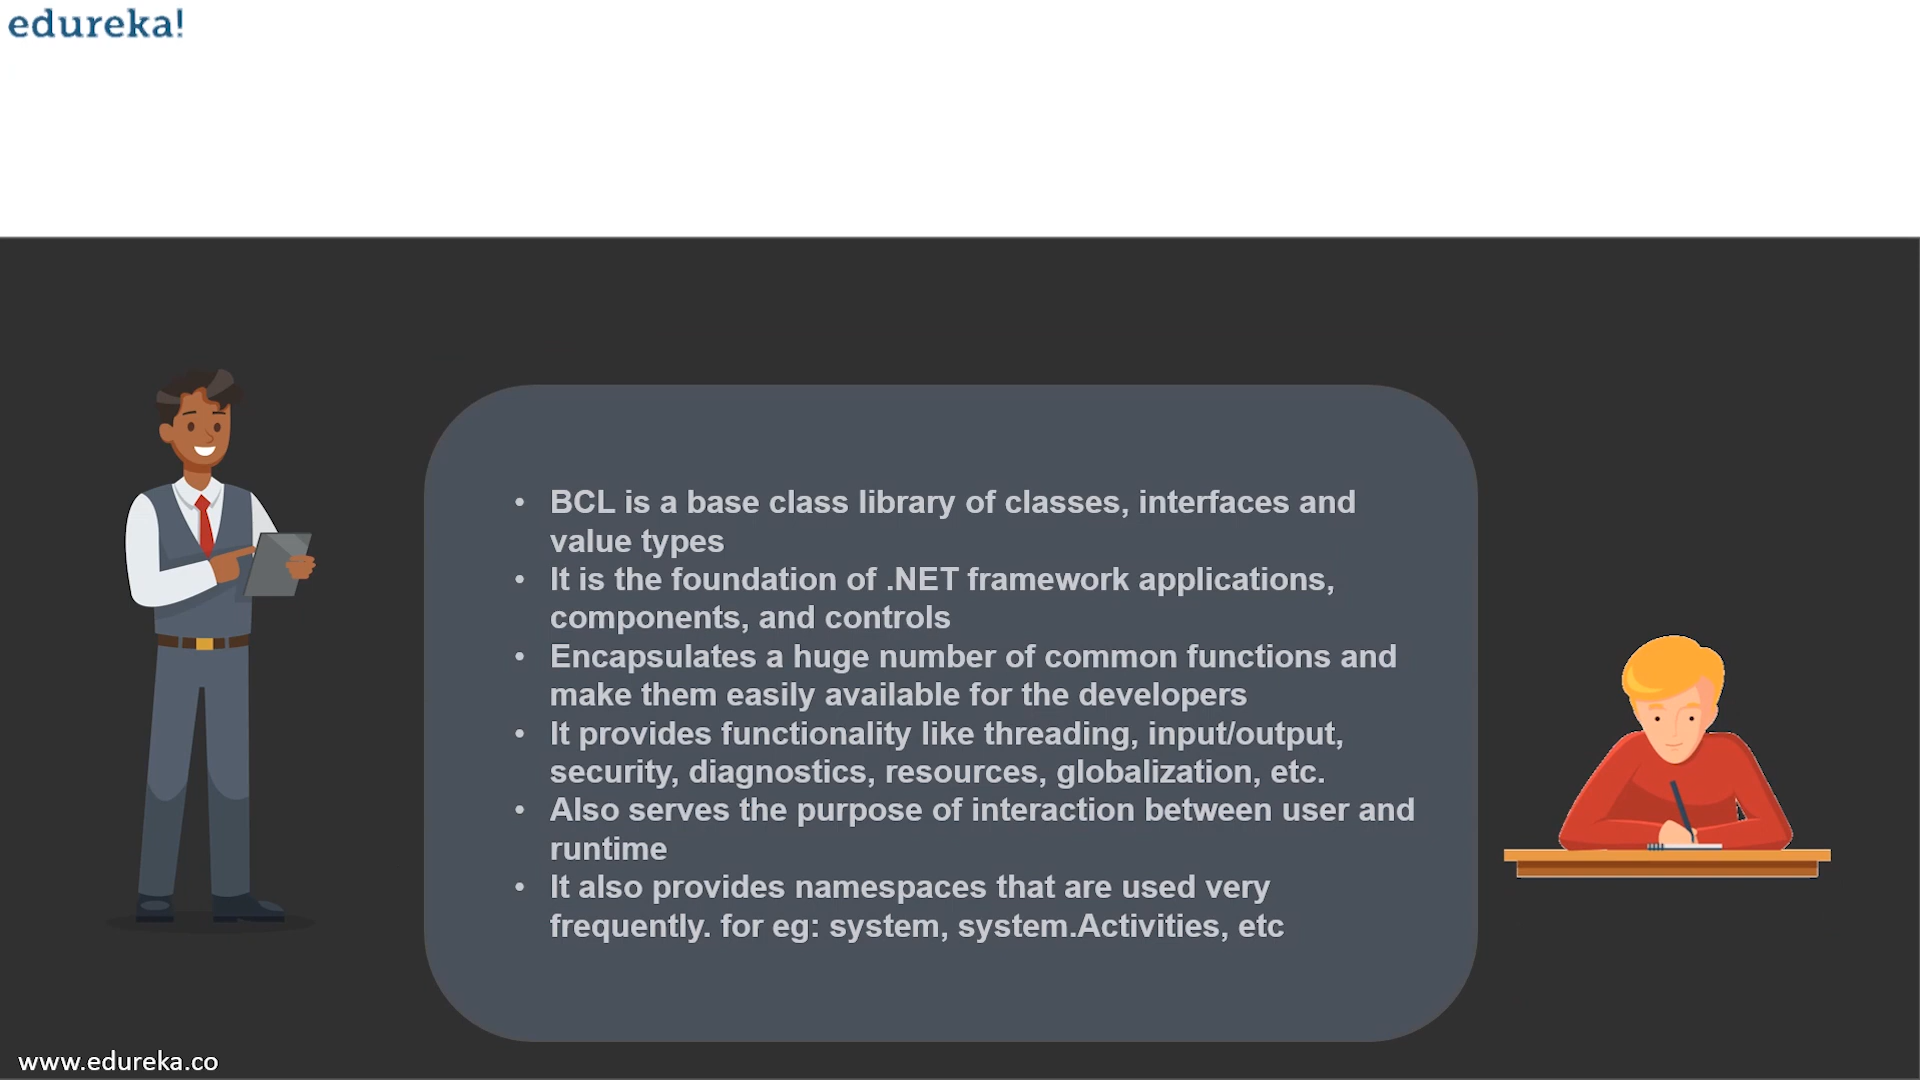 edureka!
• BCL is a base class library of classes, interfaces and
value types
• It is the foundation of .NET framework applications,
components, and controls
• Encapsulates a huge number of common functions and
make them easily available for the developers
• It provides functionality like threading, input/output,
security, diagnostics, resources, globalization, etc.
• Also serves the purpose of interaction between user and
runtime
• It also provides namespaces that are used very
frequently. for eg: system, system.Activities, etc
www.edureka.co